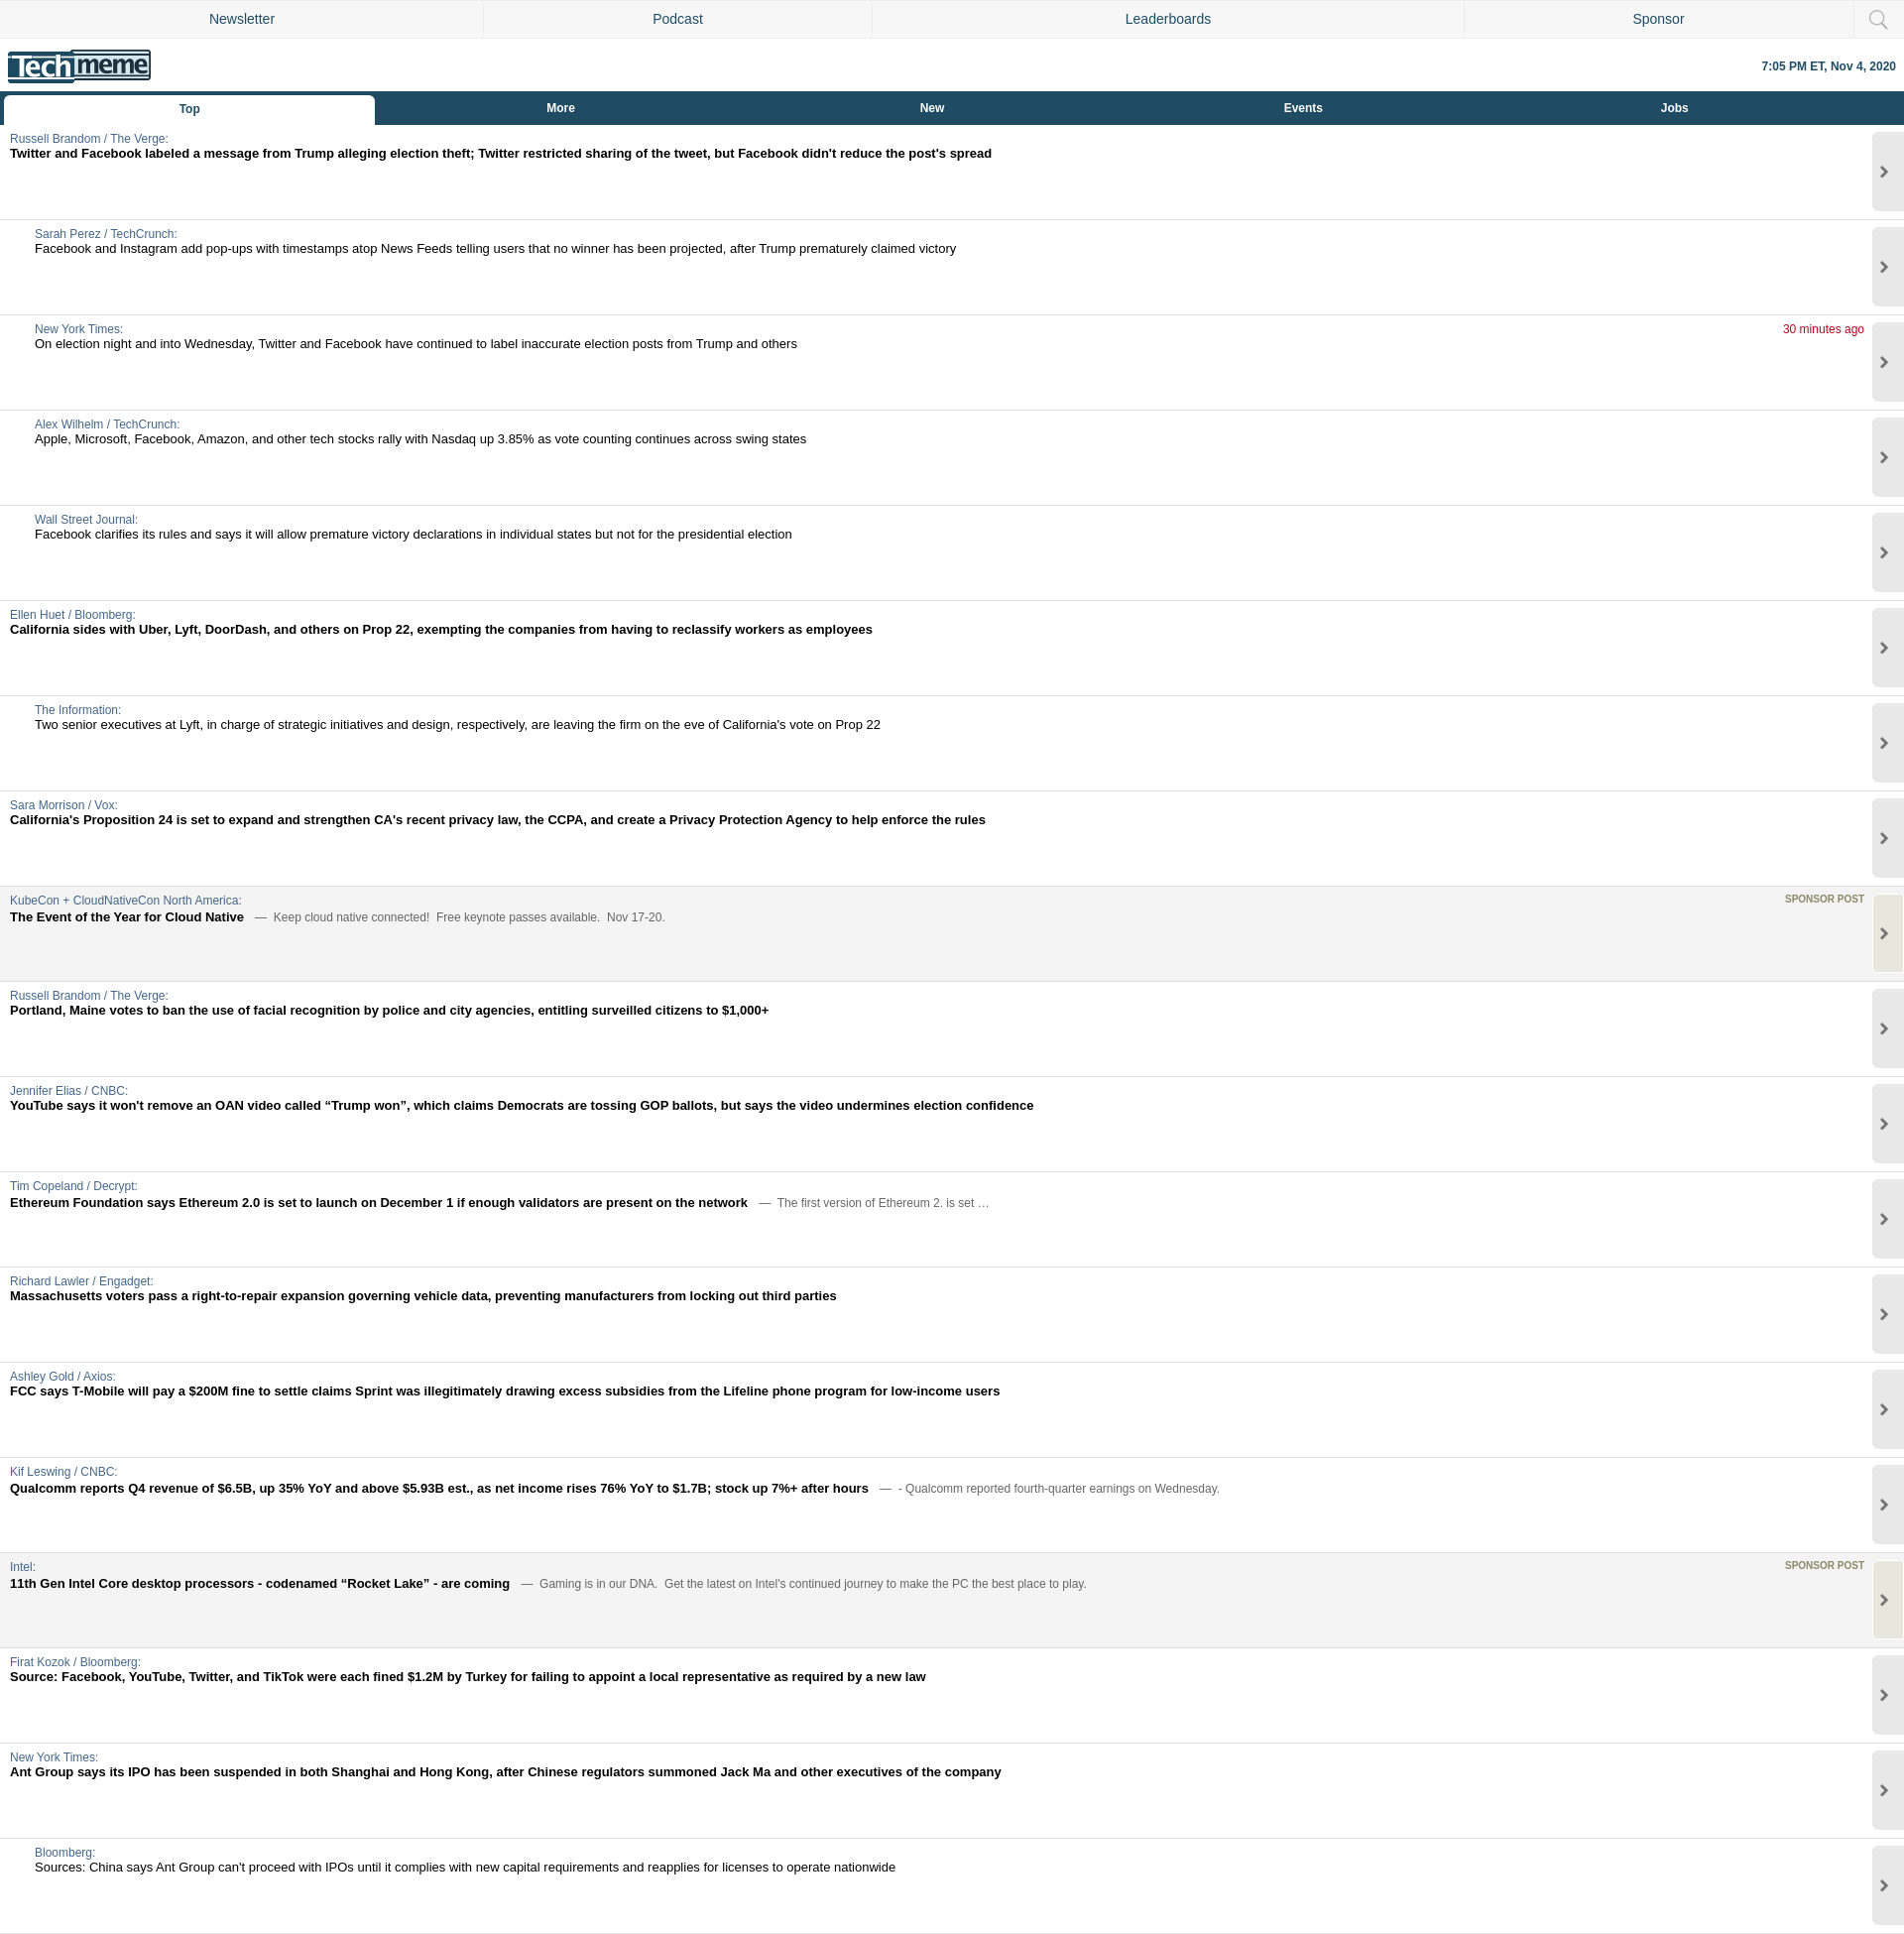 Newsletter
Podcast
Leaderboards
Sponsor
Techmeme
7:05 PM ET, Nov 4, 2020
Top
More
New
Events
Jobs
Russell Brandom / The Verge:
Twitter and Facebook labeled a message from Trump alleging election theft; Twitter restricted sharing of the tweet, but Facebook didn't reduce the post's spread
Sarah Perez / TechCrunch:
Facebook and Instagram add pop-ups with timestamps atop News Feeds telling users that no winner has been projected, after Trump prematurely claimed victory
New York Times:
30 minutes ago
On election night and into Wednesday, Twitter and Facebook have continued to label inaccurate election posts from Trump and others
Alex Wilhelm / TechCrunch:
Apple, Microsoft, Facebook, Amazon, and other tech stocks rally with Nasdaq up 3.85% as vote counting continues across swing states
Wall Street Journal:
Facebook clarifies its rules and says it will allow premature victory declarations in individual states but not for the presidential election
Ellen Huet / Bloomberg:
California sides with Uber, Lyft, DoorDash, and others on Prop 22, exempting the companies from having to reclassify workers as employees
The Information:
Two senior executives at Lyft, in charge of strategic initiatives and design, respectively, are leaving the firm on the eve of California's vote on Prop 22
Sara Morrison / Vox:
California's Proposition 24 is set to expand and strengthen CA's recent privacy law, the CCPA, and create a Privacy Protection Agency to help enforce the rules
KubeCon + CloudNativeCon North America:
SPONSOR POST
The Event of the Year for Cloud Native — Keep cloud native connected! Free keynote passes available. Nov 17-20.
Russell Brandom / The Verge:
Portland, Maine votes to ban the use of facial recognition by police and city agencies, entitling surveilled citizens to $1,000+
Jennifer Elias / CNBC:
YouTube says it won't remove an OAN video called “Trump won”, which claims Democrats are tossing GOP ballots, but says the video undermines election confidence
Tim Copeland / Decrypt:
Ethereum Foundation says Ethereum 2.0 is set to launch on December 1 if enough validators are present on the network — The first version of Ethereum 2. is set …
Richard Lawler / Engadget:
Massachusetts voters pass a right-to-repair expansion governing vehicle data, preventing manufacturers from locking out third parties
Ashley Gold / Axios:
FCC says T-Mobile will pay a $200M fine to settle claims Sprint was illegitimately drawing excess subsidies from the Lifeline phone program for low-income users
Kif Leswing / CNBC:
Qualcomm reports Q4 revenue of $6.5B, up 35% YoY and above $5.93B est., as net income rises 76% YoY to $1.7B; stock up 7%+ after hours — - Qualcomm reported fourth-quarter earnings on Wednesday.
Intel:
SPONSOR POST
11th Gen Intel Core desktop processors - codenamed “Rocket Lake” - are coming — Gaming is in our DNA. Get the latest on Intel's continued journey to make the PC the best place to play.
Firat Kozok / Bloomberg:
Source: Facebook, YouTube, Twitter, and TikTok were each fined $1.2M by Turkey for failing to appoint a local representative as required by a new law
New York Times:
Ant Group says its IPO has been suspended in both Shanghai and Hong Kong, after Chinese regulators summoned Jack Ma and other executives of the company
Bloomberg:
Sources: China says Ant Group can't proceed with IPOs until it complies with new capital requirements and reapplies for licenses to operate nationwide